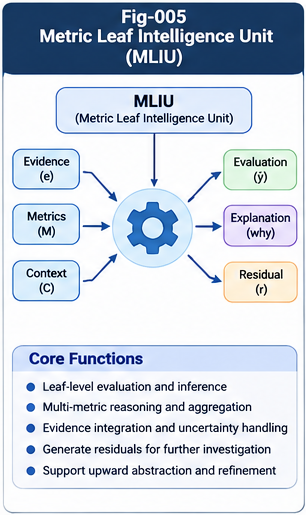 Fig-005
Metric Leaf Intelligence Unit
(MLIU)
MLIU
(Metric Leaf Intelligence Unit)
Evidence
(e)
Metrics
(M)
Context
(C)
Evaluation
(ŷ)
Explanation
(why)
Residual
(r)
Core Functions
• Leaf-level evaluation and inference
• Multi-metric reasoning and aggregation
• Evidence integration and uncertainty handling
• Generate residuals for further investigation
• Support upward abstraction and refinement